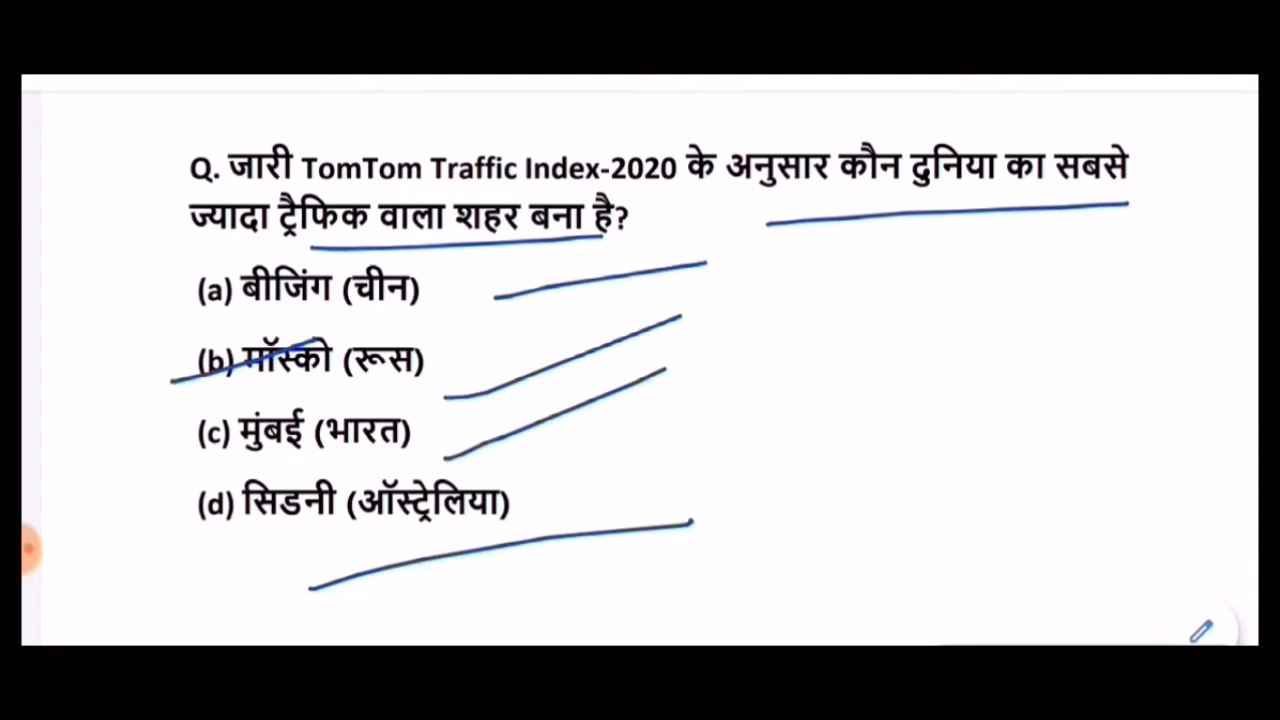 Q. जारी TomTom Traffic Index-2020 के अनुसार कौन दुनिया का सबसे
ज्यादा ट्रैफिक वाला शहर बना है?
(a) बीजिंग (चीन)
(b) मॉस्को (रूस)
(c) मुंबई (भारत)
(d) सिडनी (ऑस्ट्रेलिया)